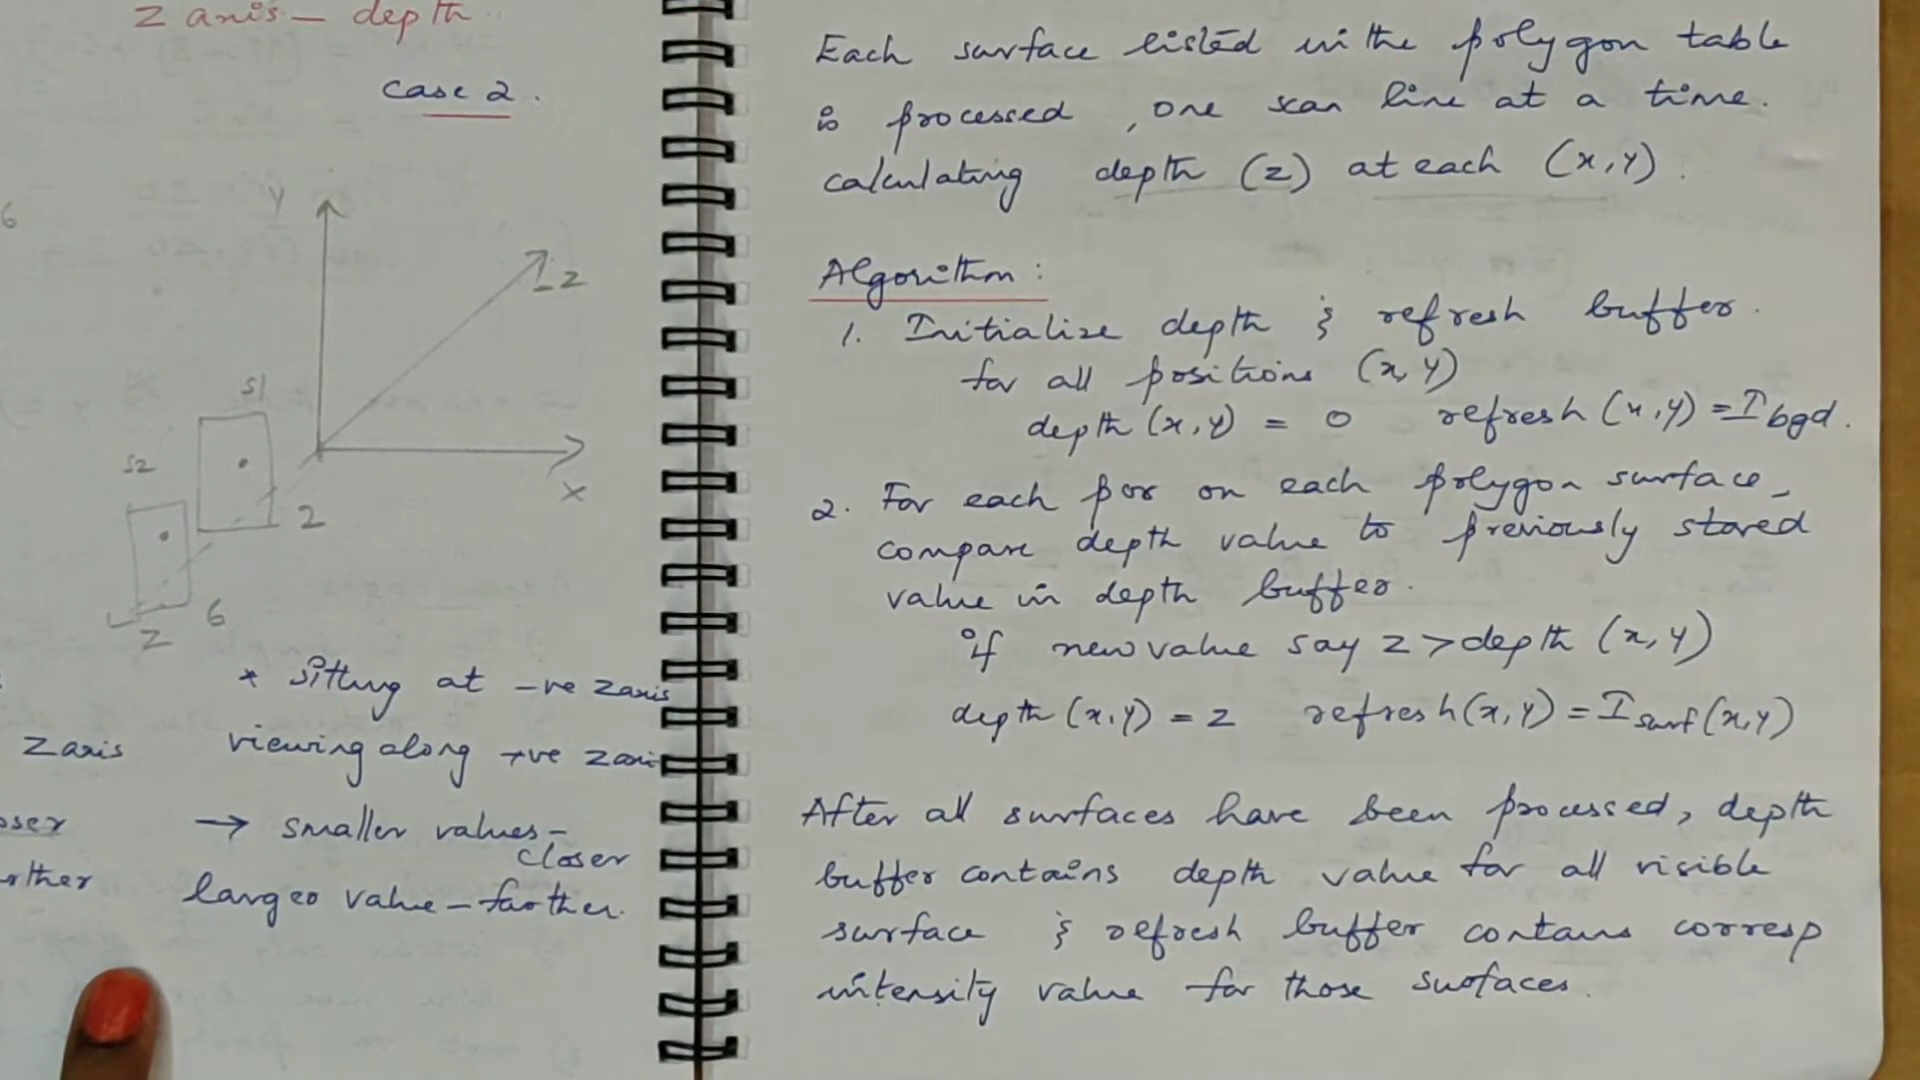 z axis - depth
case 2.
y
z
6
S1
x
S2
2
6
z
* sitting at -ve z axis
z axis viewing along +ve z axis
→ smaller values -
closer
larger value - farther.
Each surface listed in the polygon table
is processed, one scan line at a time.
calculating depth (z) at each (x,y).
Algorithm:
1. Initialize depth & refresh buffer.
for all positions (x,y)
depth (x,y) = 0 refresh (x,y) = I bgd.
2. For each pos on each polygon surface,
compare depth value to previously stored
value in depth buffer.
if new value say z > depth (x,y)
depth (x,y) = z refresh (x,y) = I surf (x,y)
After all surfaces have been processed, depth
buffer contains depth value for all visible
surface & refresh buffer contains corresp
intensity value for those surfaces.